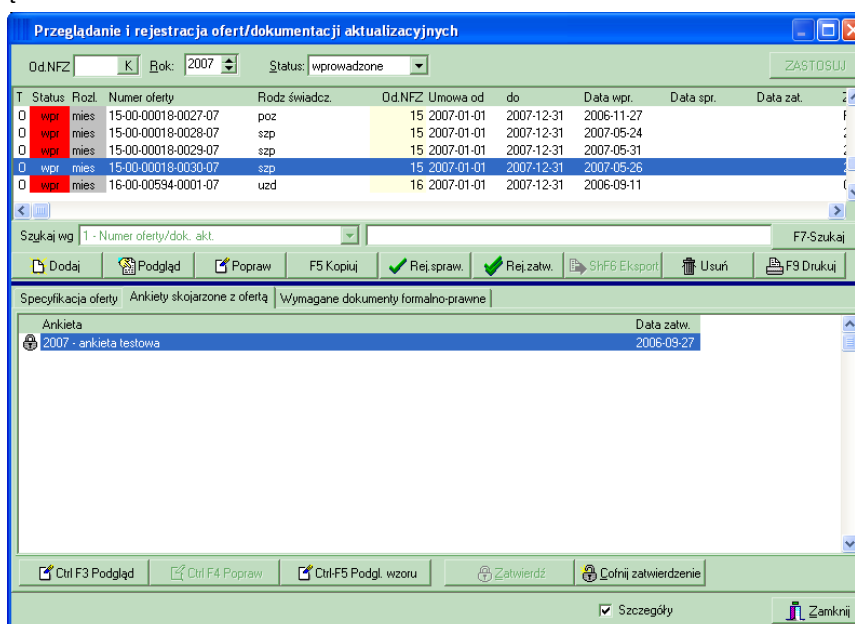 Przeglądanie i rejestracja ofert/dokumentacji aktualizacyjnych
Od.NFZ K Rok: 2007 Status: wprowadzone ZASTOSUJ
T Status Rozl. Numer oferty Rodz świadcz. Od.NFZ Umowa od do Data wpr. Data spr. Data zat.
O wpr mies 15-00-00018-0027-07 poz 15 2007-01-01 2007-12-31 2006-11-27
O wpr mies 15-00-00018-0028-07 szp 15 2007-01-01 2007-12-31 2007-05-24
O wpr mies 15-00-00018-0029-07 szp 15 2007-01-01 2007-12-31 2007-05-31
O wpr mies 15-00-00018-0030-07 szp 15 2007-01-01 2007-12-31 2007-05-26
O wpr mies 16-00-00594-0001-07 uzd 16 2007-01-01 2007-12-31 2006-09-11
Szukaj wg 1 - Numer oferty/dok. akt. F7-Szukaj
Dodaj Podgląd Popraw F5 Kopiuj Rej.spraw. Rej.zatw. ShF6 Eksport Usuń F9 Drukuj
Specyfikacja oferty Ankiety skojarzone z ofertą Wymagane dokumenty formalno-prawne
Ankieta Data zatw.
2007 - ankieta testowa 2006-09-27
Ctrl F3 Podgląd Ctrl F4 Popraw Ctrl-F5 Podgl. wzoru Zatwierdź Cofnij zatwierdzenie
Szczegóły Zamknij